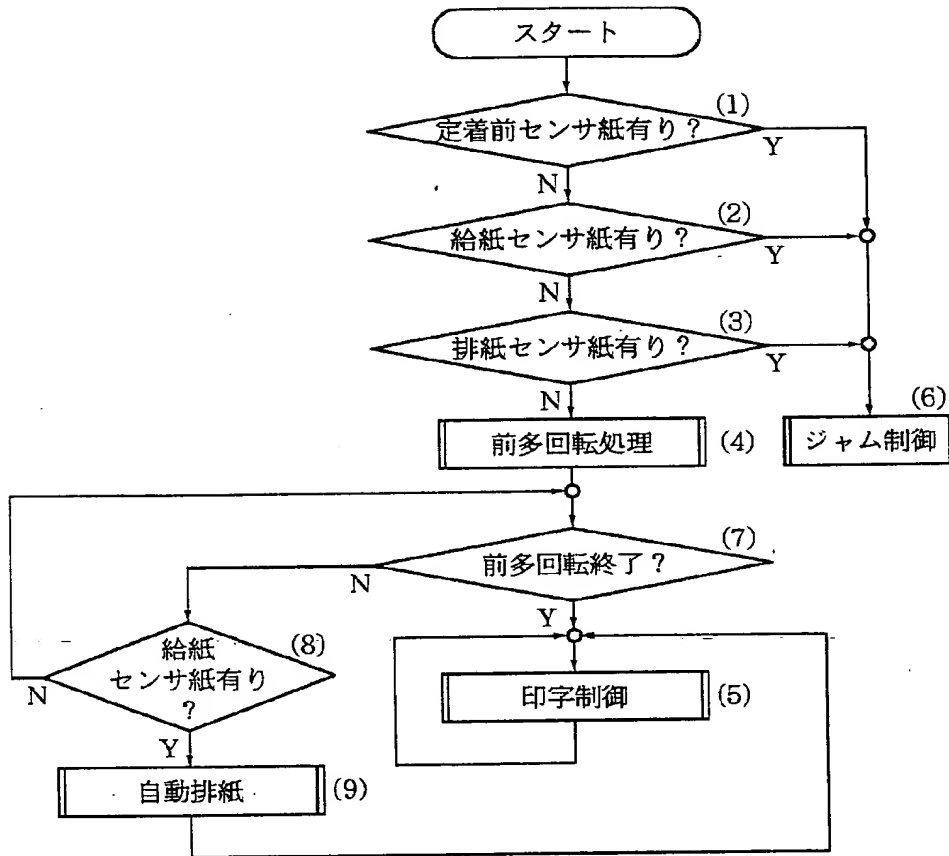 スタート
(1)
定着前センサ紙有り?
Y
N
(2)
給紙センサ紙有り?
Y
N
(3)
排紙センサ紙有り?
Y
N
(6)
前多回転処理
(4)
ジャム制御
(7)
前多回転終了?
N
Y
(8)
給紙
センサ紙有り
?
N
Y
印字制御
(5)
自動排紙
(9)